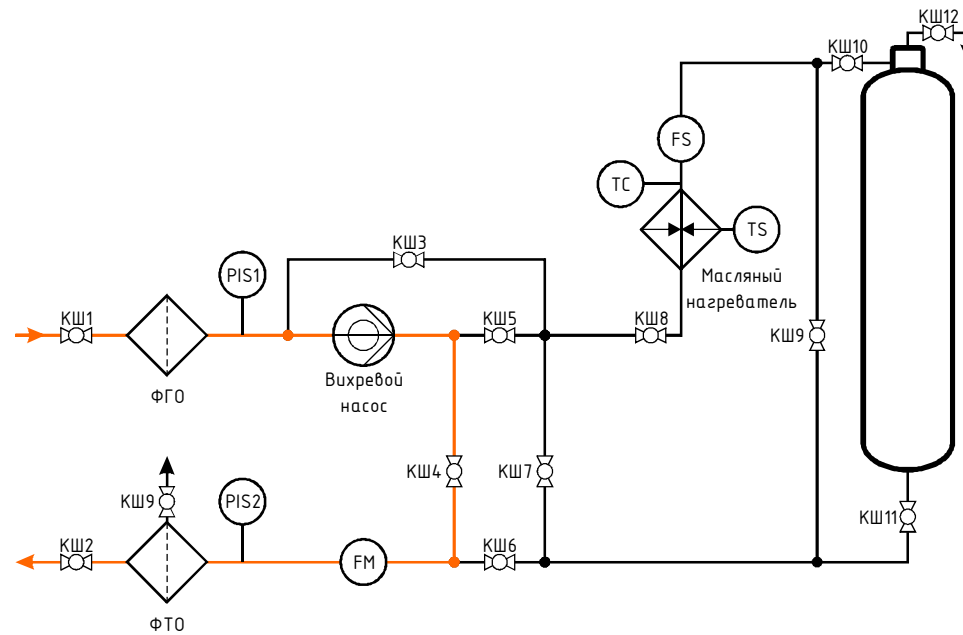 КШ12
КШ10
FS
TC
TS
КШ3
Масляный
нагреватель
PIS1
КШ1
КШ5
КШ8
КШ9
Вихревой
насос
ФГО
КШ4
КШ7
КШ9
PIS2
КШ11
КШ2
FM
КШ6
ФТО